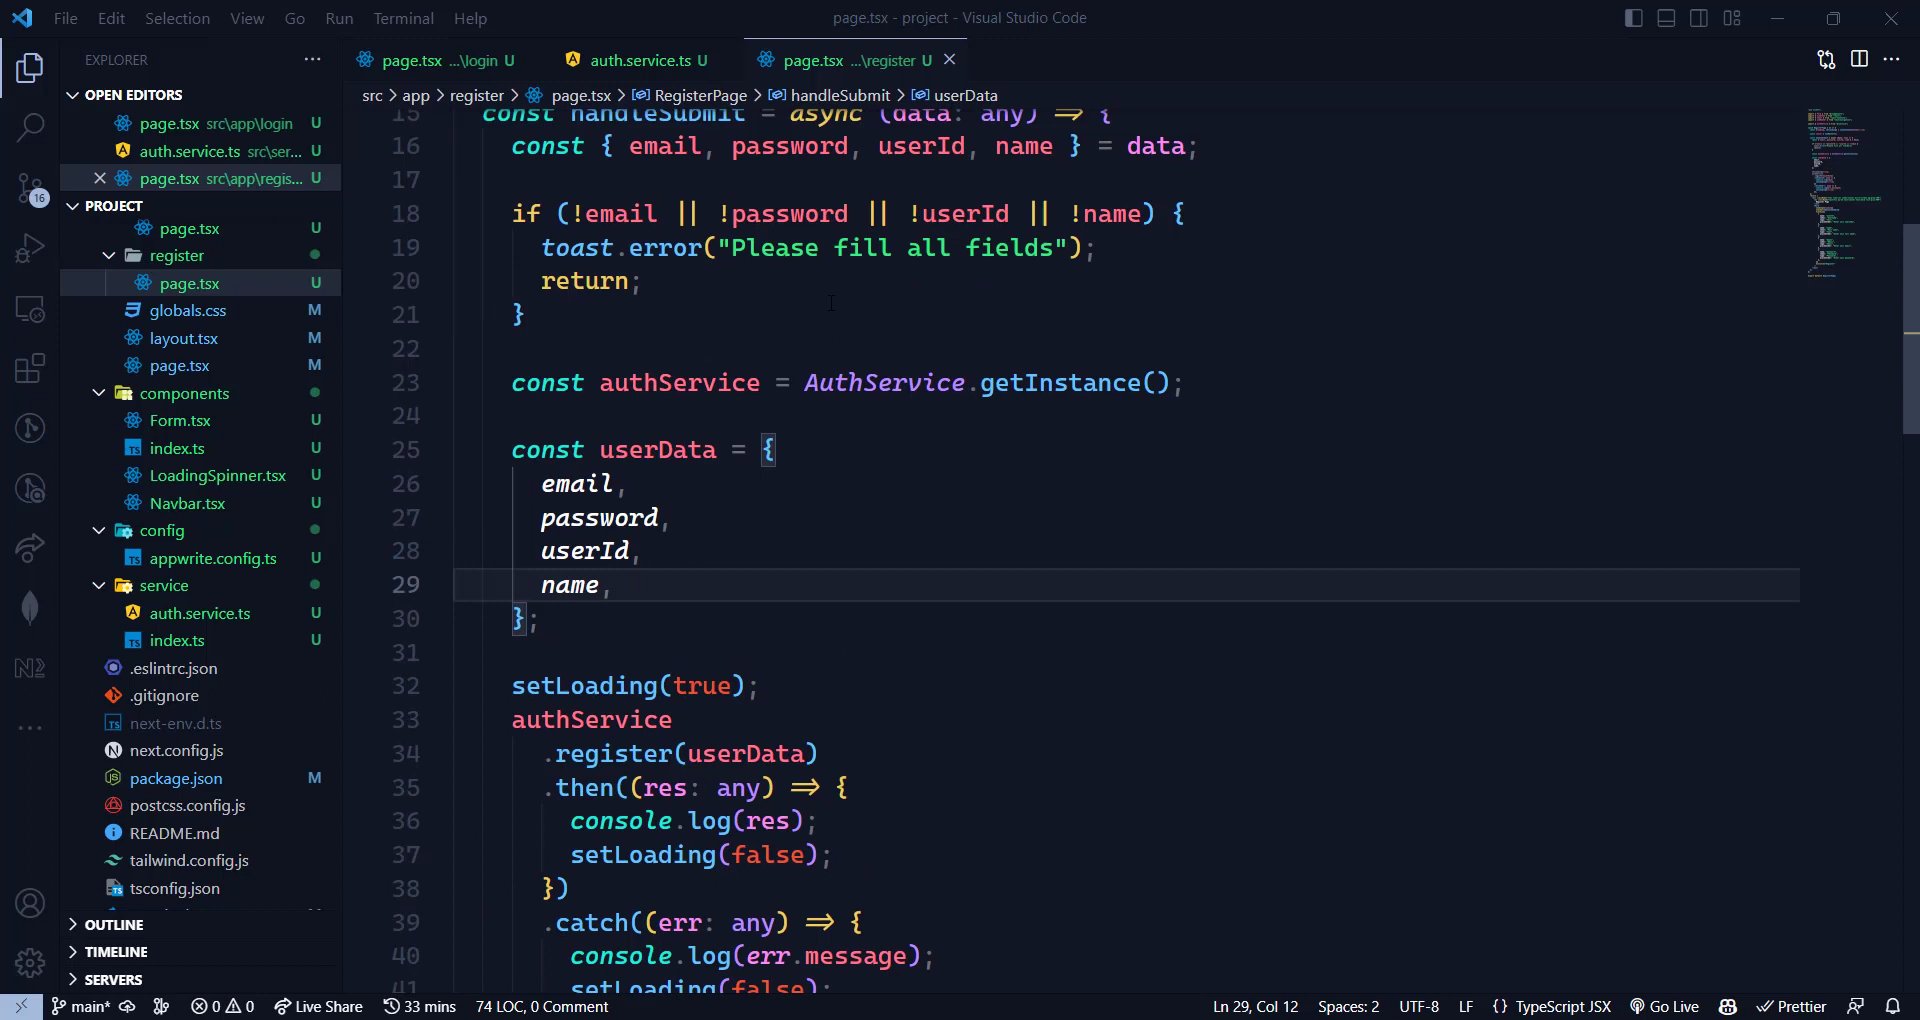 File Edit Selection View Go Run Terminal Help
page.tsx - project - Visual Studio Code
EXPLORER
OPEN EDITORS
page.tsx src\app\login U
auth.service.ts src\ser... U
page.tsx src\app\regis... U
PROJECT
page.tsx U
register
page.tsx U
globals.css M
layout.tsx M
page.tsx M
components
Form.tsx U
index.ts U
LoadingSpinner.tsx U
Navbar.tsx U
config
appwrite.config.ts U
service
auth.service.ts U
index.ts U
.eslintrc.json
.gitignore
next-env.d.ts
next.config.js
package.json M
postcss.config.js
README.md
tailwind.config.js
tsconfig.json
OUTLINE
TIMELINE
SERVERS
16
page.tsx ...\login U
auth.service.ts U
page.tsx ...\register U
src > app > register > page.tsx > RegisterPage > handleSubmit > userData
15 const handleSubmit = async (data: any) => {
16 const { email, password, userId, name } = data;
17
18 if (!email || !password || !userId || !name) {
19 toast.error("Please fill all fields");
20 return;
21 }
22
23 const authService = AuthService.getInstance();
24
25 const userData = {
26 email,
27 password,
28 userId,
29 name,
30 };
31
32 setLoading(true);
33 authService
34 .register(userData)
35 .then((res: any) => {
36 console.log(res);
37 setLoading(false);
38 })
39 .catch((err: any) => {
40 console.log(err.message);
41 setLoading(false);
main* 0 0 Live Share 33 mins 74 LOC, 0 Comment
Ln 29, Col 12 Spaces: 2 UTF-8 LF {} TypeScript JSX Go Live Prettier